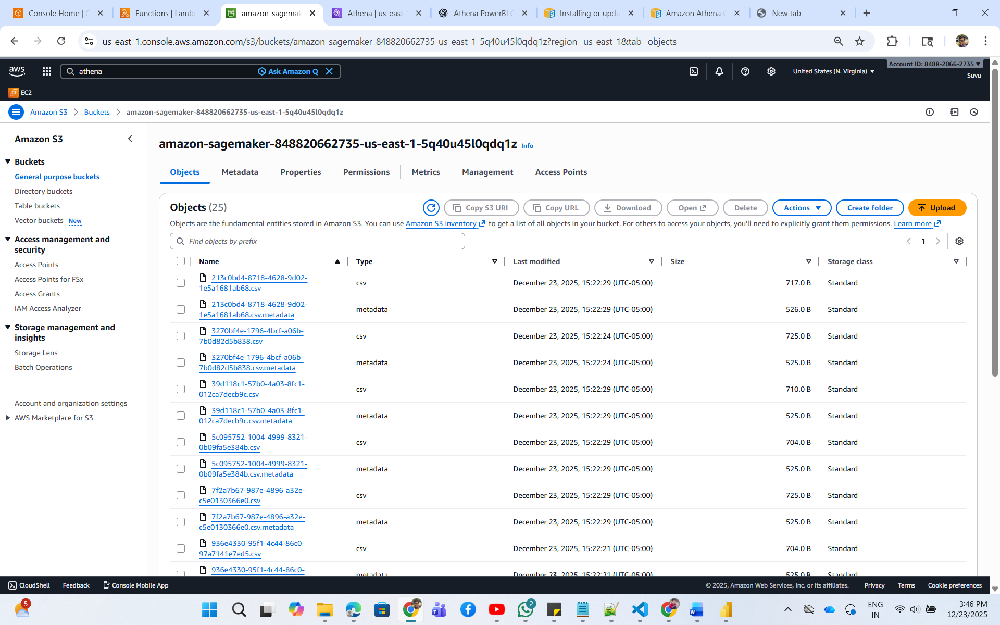 Console Home | C
Functions | Lamb
amazon-sagemak
Athena | us-east-
Athena PowerBI C
Installing or upda
Amazon Athena
New tab
us-east-1.console.aws.amazon.com/s3/buckets/amazon-sagemaker-848820662735-us-east-1-5q40u45l0qdq1z?region=us-east-1&tab=objects
aws
athena
Ask Amazon Q
United States (N. Virginia)
Account ID: 8488-2066-2735
Suvu
EC2
Amazon S3
Buckets
amazon-sagemaker-848820662735-us-east-1-5q40u45l0qdq1z
Amazon S3
Buckets
General purpose buckets
Directory buckets
Table buckets
Vector buckets New
Access management and
security
Access Points
Access Points for FSx
Access Grants
IAM Access Analyzer
Storage management and
insights
Storage Lens
Batch Operations
Account and organization settings
AWS Marketplace for S3
amazon-sagemaker-848820662735-us-east-1-5q40u45l0qdq1z Info
Objects
Metadata
Properties
Permissions
Metrics
Management
Access Points
Objects (25)
Copy S3 URI
Copy URL
Download
Open
Delete
Actions
Create folder
Upload
Objects are the fundamental entities stored in Amazon S3. You can use Amazon S3 inventory to get a list of all objects in your bucket. For others to access your objects, you'll need to explicitly grant them permissions. Learn more
Find objects by prefix
1
Name Type Last modified Size Storage class
213c0bd4-8718-4628-9d02-
1e5a1681ab68.csv
csv December 23, 2025, 15:22:29 (UTC-05:00) 717.0 B Standard
213c0bd4-8718-4628-9d02-
1e5a1681ab68.csv.metadata
metadata December 23, 2025, 15:22:29 (UTC-05:00) 526.0 B Standard
3270bf4e-1796-4bcf-a06b-
7b0d82d5b838.csv
csv December 23, 2025, 15:22:24 (UTC-05:00) 725.0 B Standard
3270bf4e-1796-4bcf-a06b-
7b0d82d5b838.csv.metadata
metadata December 23, 2025, 15:22:24 (UTC-05:00) 525.0 B Standard
39d118c1-57b0-4a03-8fc1-
012ca7decb9c.csv
csv December 23, 2025, 15:22:29 (UTC-05:00) 710.0 B Standard
39d118c1-57b0-4a03-8fc1-
012ca7decb9c.csv.metadata
metadata December 23, 2025, 15:22:29 (UTC-05:00) 525.0 B Standard
5c095752-1004-4999-8321-
0b09fa5e384b.csv
csv December 23, 2025, 15:22:29 (UTC-05:00) 704.0 B Standard
5c095752-1004-4999-8321-
0b09fa5e384b.csv.metadata
metadata December 23, 2025, 15:22:29 (UTC-05:00) 525.0 B Standard
7f2a7b67-987e-4896-a32e-
c5e0130366e0.csv
csv December 23, 2025, 15:22:29 (UTC-05:00) 725.0 B Standard
7f2a7b67-987e-4896-a32e-
c5e0130366e0.csv.metadata
metadata December 23, 2025, 15:22:29 (UTC-05:00) 525.0 B Standard
936e4330-95f1-4c44-86c0-
97a7141e7ed5.csv
csv December 23, 2025, 15:22:21 (UTC-05:00) 704.0 B Standard
936e4330-95f1-4c44-86c0-
metadata December 23, 2025, 15:22:21 (UTC-05:00) 525.0 B Standard
CloudShell
Feedback
Console Mobile App
© 2025, Amazon Web Services, Inc. or its affiliates.
Privacy
Terms
Cookie preferences
5
2
ENG
IN
3:46 PM
12/23/2025